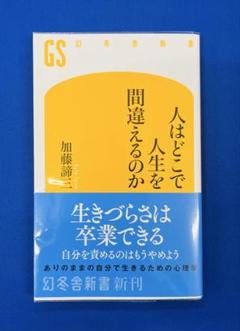 GS 幻冬舎新書
人はどこで
人生を
間違えるのか
加藤諦三
生きづらさは
卒業できる
自分を責めるのはもうやめよう
ありのままの自分で生きるための心理学
幻冬舎新書 新刊